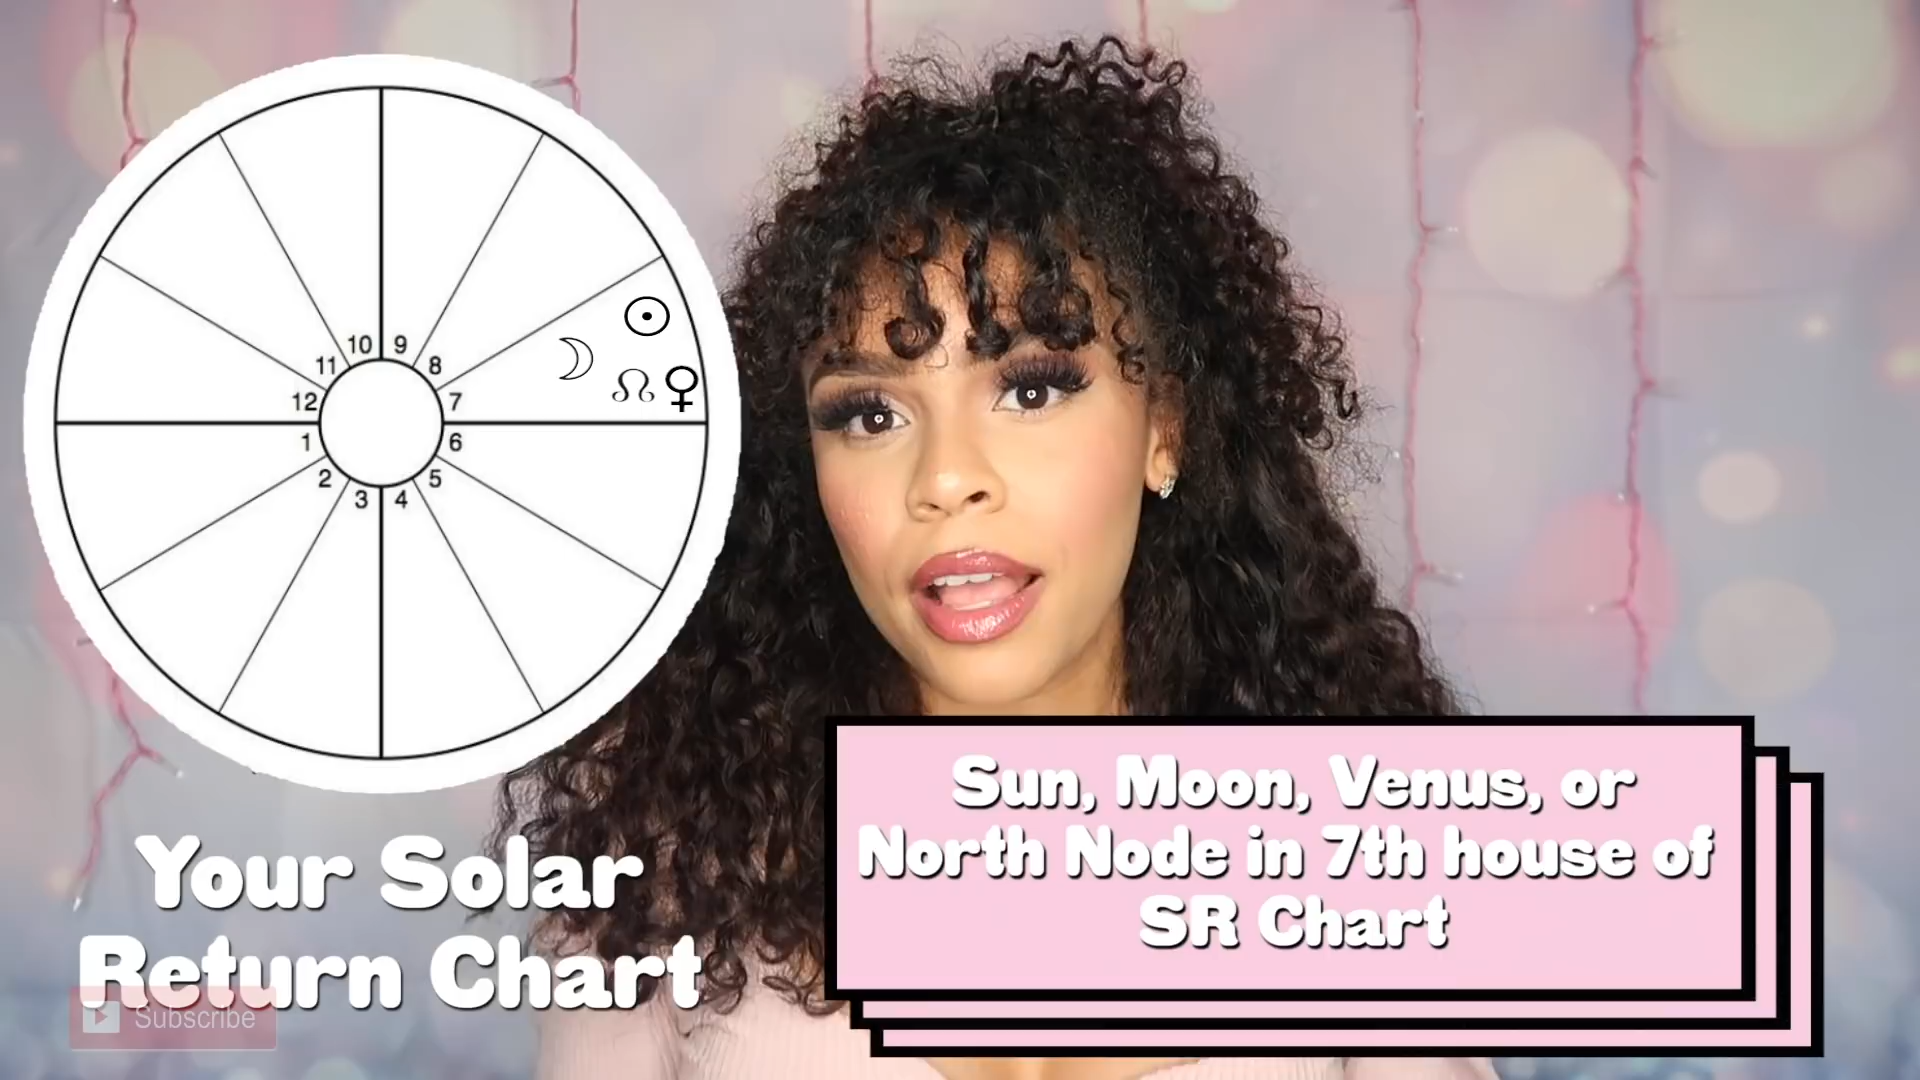 10 9
11 8
12 7
1 6
2 5
3 4
Your Solar
Return Chart
Subscribe
Sun, Moon, Venus, or
North Node in 7th house of
SR Chart